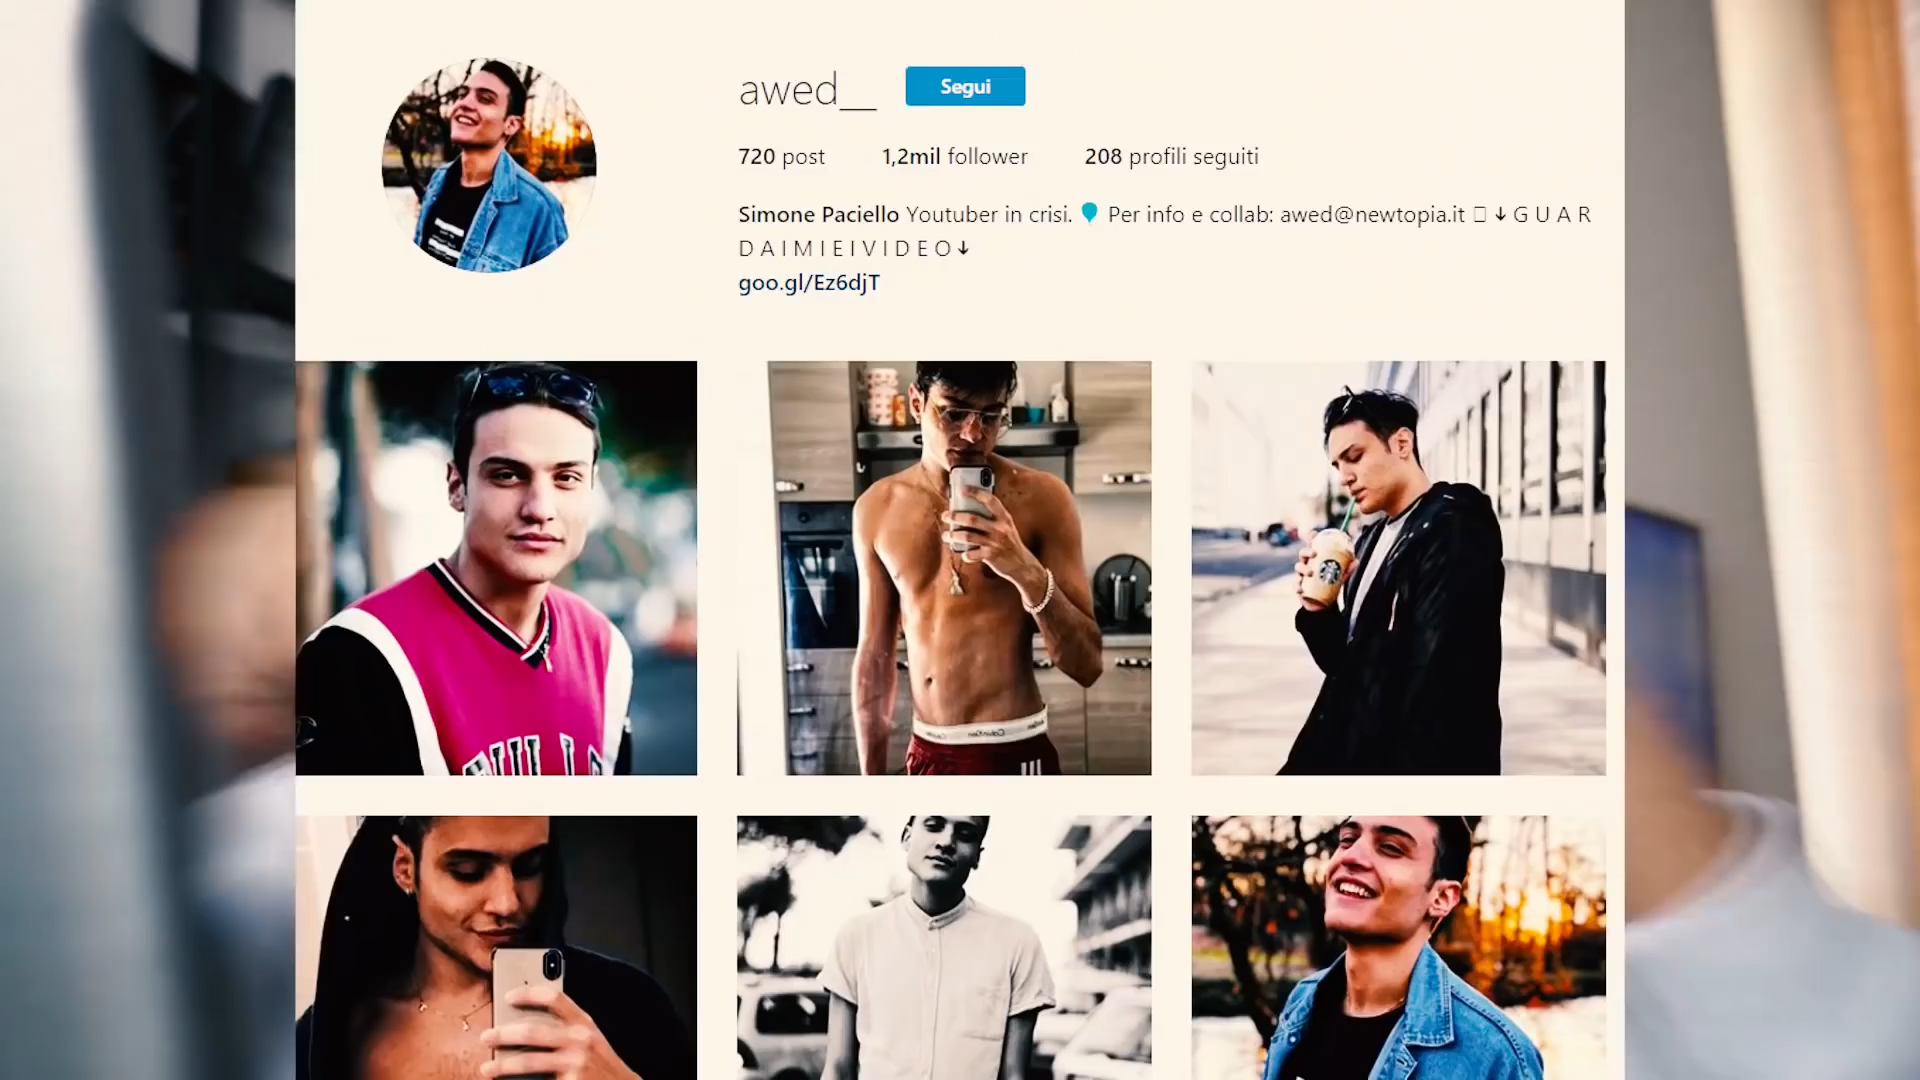 awed__ Segui
720 post 1,2mil follower 208 profili seguiti
Simone Paciello Youtuber in crisi. Per info e collab: awed@newtopia.it ↓ G U A R
D A I M I E I V I D E O ↓
goo.gl/Ez6djT